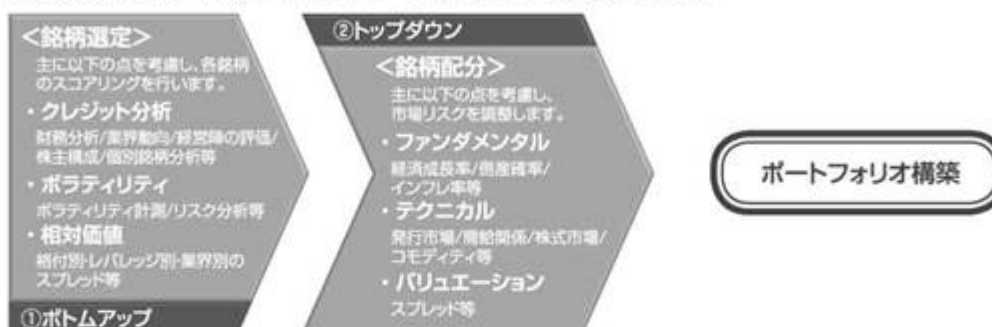 <銘柄選定>
主に以下の点を考慮し、各銘柄
のスコアリングを行います。
・クレジット分析
財務分析/業界動向/経営陣の評価/
株主構成/個別銘柄分析等
・ボラティリティ
ボラティリティ計測/リスク分析等
・相対価値
格付別・レバレッジ別・業界別の
スプレッド等
①ボトムアップ
②トップダウン
<銘柄配分>
主に以下の点を考慮し、
市場リスクを調整します。
・ファンダメンタル
経済成長率/倒産確率/
インフレ率等
・テクニカル
発行市場/需給関係/株式市場/
コモディティ等
・バリュエーション
スプレッド等
ポートフォリオ構築